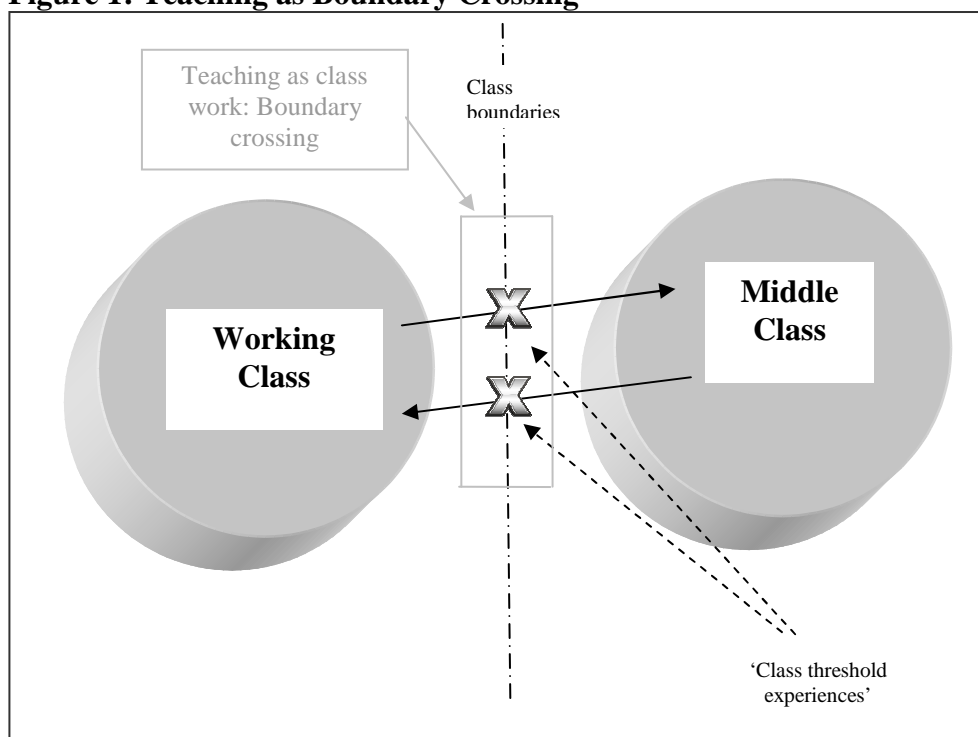 Figure 1: Teaching as Boundary Crossing
Teaching as class
work: Boundary
crossing
Class
boundaries
Working
Class
Middle
Class
X
X
‘Class threshold
experiences’